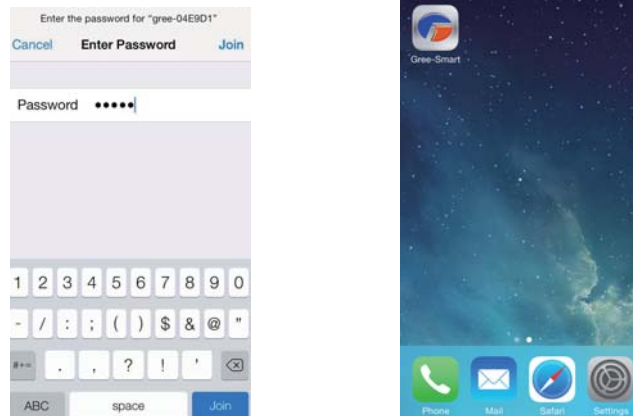 Enter the password for "gree-04E9D1"
Cancel Enter Password Join
Password •••••
1 2 3 4 5 6 7 8 9 0
- / : ; ( ) $ & @ "
#+= . , ? ! '
ABC space Join
Gree-Smart
Phone Mail Safari Settings